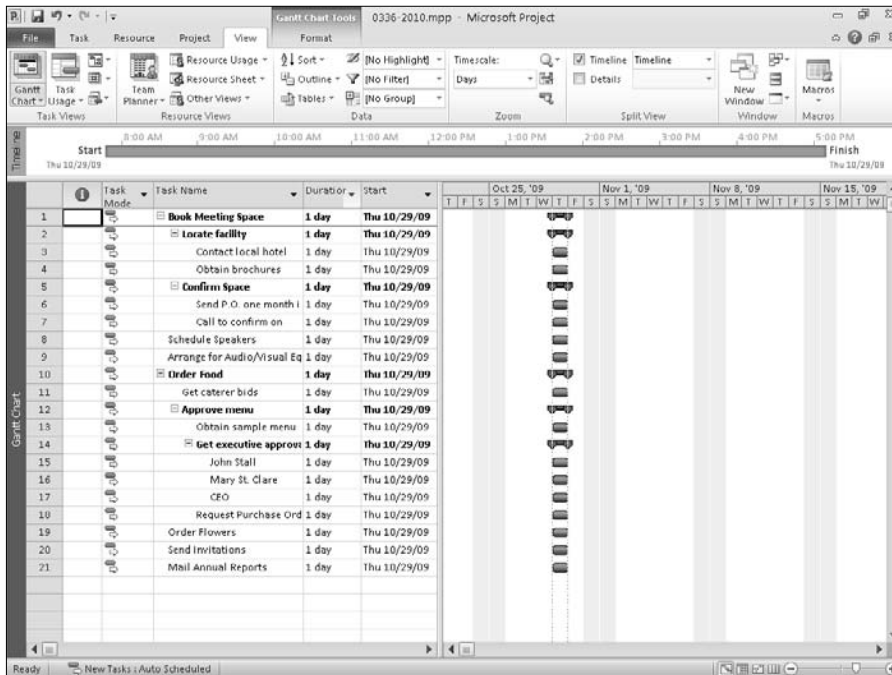 Gantt Chart Tools
0336-2010.mpp - Microsoft Project
File Task Resource Project View Format
Gantt Chart
Task Usage
Team Planner
Resource Usage
Resource Sheet
Other Views
Sort
Outline
Tables
[No Highlight]
[No Filter]
[No Group]
Timescale:
Days
Timeline Timeline
Details
New Window
Macros
Task Views Resource Views Data Zoom Split View Window Macros
Timeline
8:00 AM 9:00 AM 10:00 AM 11:00 AM 12:00 PM 1:00 PM 2:00 PM 3:00 PM 4:00 PM 5:00 PM
Start
Thu 10/29/09
Finish
Thu 10/29/09
Task Mode Task Name Duration Start
Oct 25, '09 Nov 1, '09 Nov 8, '09 Nov 15, '09
T F S S M T W T F S S M T W T F S S M T W T F S S M T W
1 Book Meeting Space 1 day Thu 10/29/09
2 Locate facility 1 day Thu 10/29/09
3 Contact local hotel 1 day Thu 10/29/09
4 Obtain brochures 1 day Thu 10/29/09
5 Confirm Space 1 day Thu 10/29/09
6 Send P.O. one month i 1 day Thu 10/29/09
7 Call to confirm on 1 day Thu 10/29/09
8 Schedule Speakers 1 day Thu 10/29/09
9 Arrange for Audio/Visual Eq 1 day Thu 10/29/09
10 Order Food 1 day Thu 10/29/09
11 Get caterer bids 1 day Thu 10/29/09
12 Approve menu 1 day Thu 10/29/09
13 Obtain sample menu 1 day Thu 10/29/09
14 Get executive approva 1 day Thu 10/29/09
15 John Stall 1 day Thu 10/29/09
16 Mary St. Clare 1 day Thu 10/29/09
17 CEO 1 day Thu 10/29/09
18 Request Purchase Ord 1 day Thu 10/29/09
19 Order Flowers 1 day Thu 10/29/09
20 Send Invitations 1 day Thu 10/29/09
21 Mail Annual Reports 1 day Thu 10/29/09
Gantt Chart
Ready New Tasks : Auto Scheduled